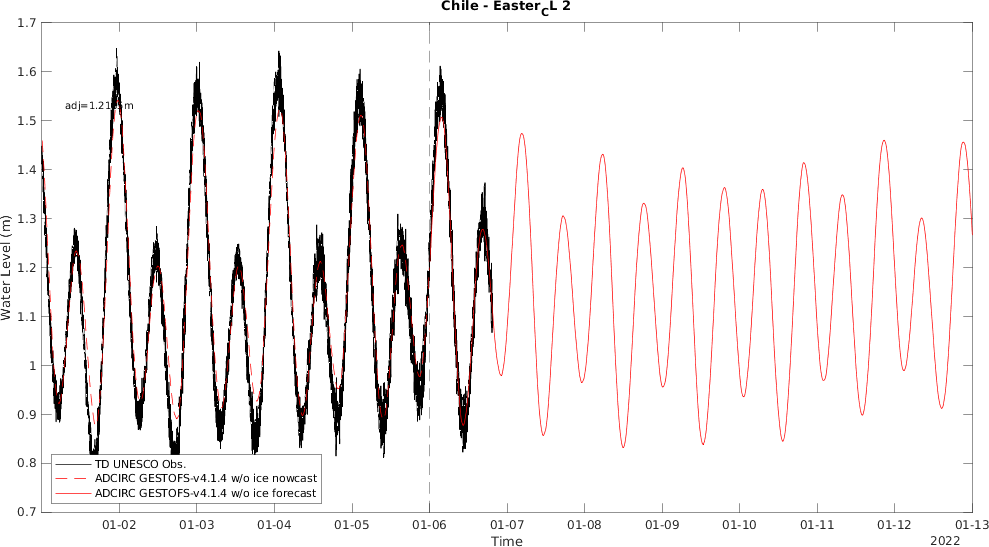 Chile - EasterCL 2
1.7
1.6
1.5
1.4
1.3
1.2
1.1
1
0.9
0.8
0.7
Water Level (m)
TD UNESCO Obs.
ADCIRC GESTOFS-v4.1.4 w/o ice nowcast
ADCIRC GESTOFS-v4.1.4 w/o ice forecast
01-02 01-03 01-04 01-05 01-06 01-07 01-08 01-09 01-10 01-11 01-12 01-13
Time
2022